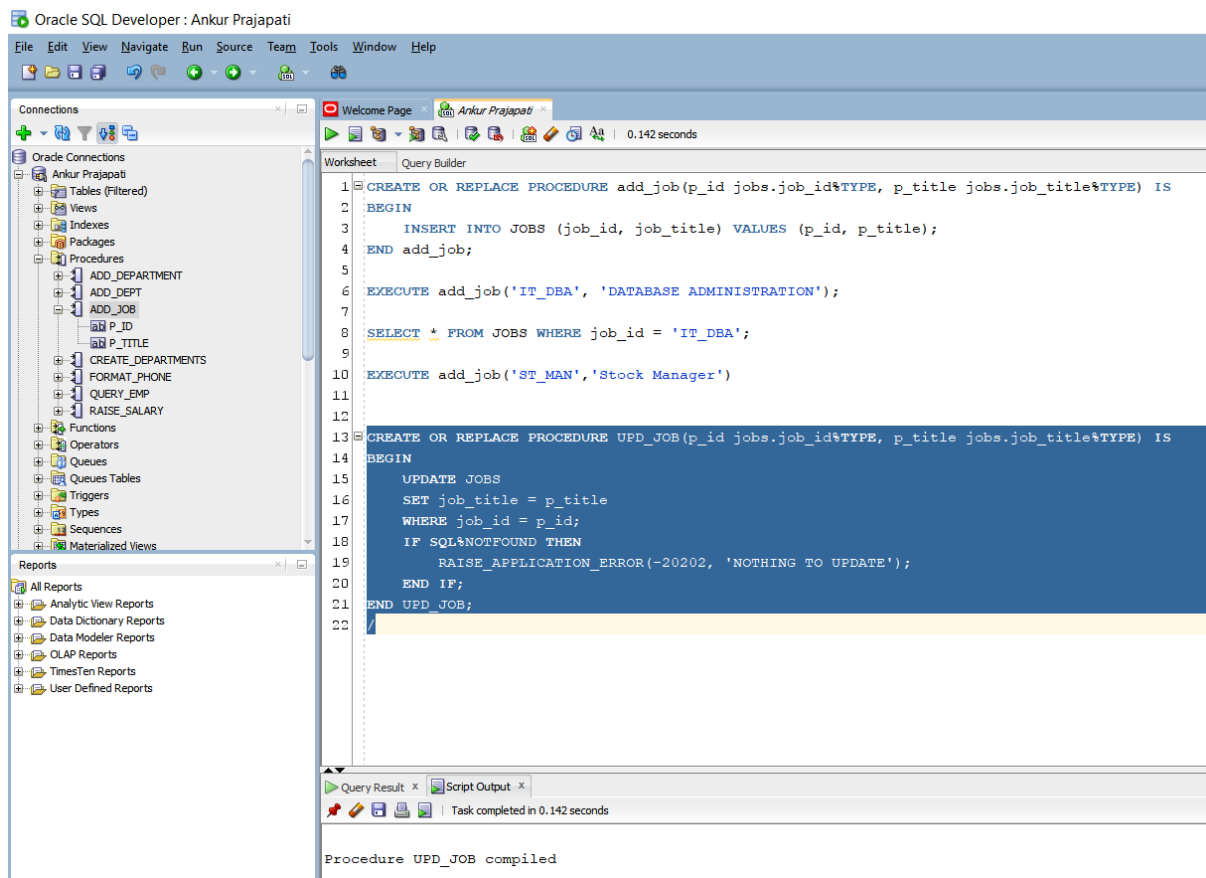 Oracle SQL Developer : Ankur Prajapati
File Edit View Navigate Run Source Team Tools Window Help
Connections
Oracle Connections
Ankur Prajapati
Tables (Filtered)
Views
Indexes
Packages
Procedures
ADD_DEPARTMENT
ADD_DEPT
ADD_JOB
P_ID
P_TITLE
CREATE_DEPARTMENTS
FORMAT_PHONE
QUERY_EMP
RAISE_SALARY
Functions
Operators
Queues
Queues Tables
Triggers
Types
Sequences
Materialized Views
Reports
All Reports
Analytic View Reports
Data Dictionary Reports
Data Modeler Reports
OLAP Reports
TimesTen Reports
User Defined Reports
Welcome Page Ankur Prajapati
0.142 seconds
Worksheet Query Builder
1 CREATE OR REPLACE PROCEDURE add_job(p_id jobs.job_id%TYPE, p_title jobs.job_title%TYPE) IS
2 BEGIN
3 INSERT INTO JOBS (job_id, job_title) VALUES (p_id, p_title);
4 END add_job;
5
6 EXECUTE add_job('IT_DBA', 'DATABASE ADMINISTRATION');
7
8 SELECT * FROM JOBS WHERE job_id = 'IT_DBA';
9
10 EXECUTE add_job('ST_MAN','Stock Manager')
11
12
13 CREATE OR REPLACE PROCEDURE UPD_JOB(p_id jobs.job_id%TYPE, p_title jobs.job_title%TYPE) IS
14 BEGIN
15 UPDATE JOBS
16 SET job_title = p_title
17 WHERE job_id = p_id;
18 IF SQL%NOTFOUND THEN
19 RAISE_APPLICATION_ERROR(-20202, 'NOTHING TO UPDATE');
20 END IF;
21 END UPD_JOB;
22 /
Query Result Script Output
Task completed in 0.142 seconds
Procedure UPD_JOB compiled